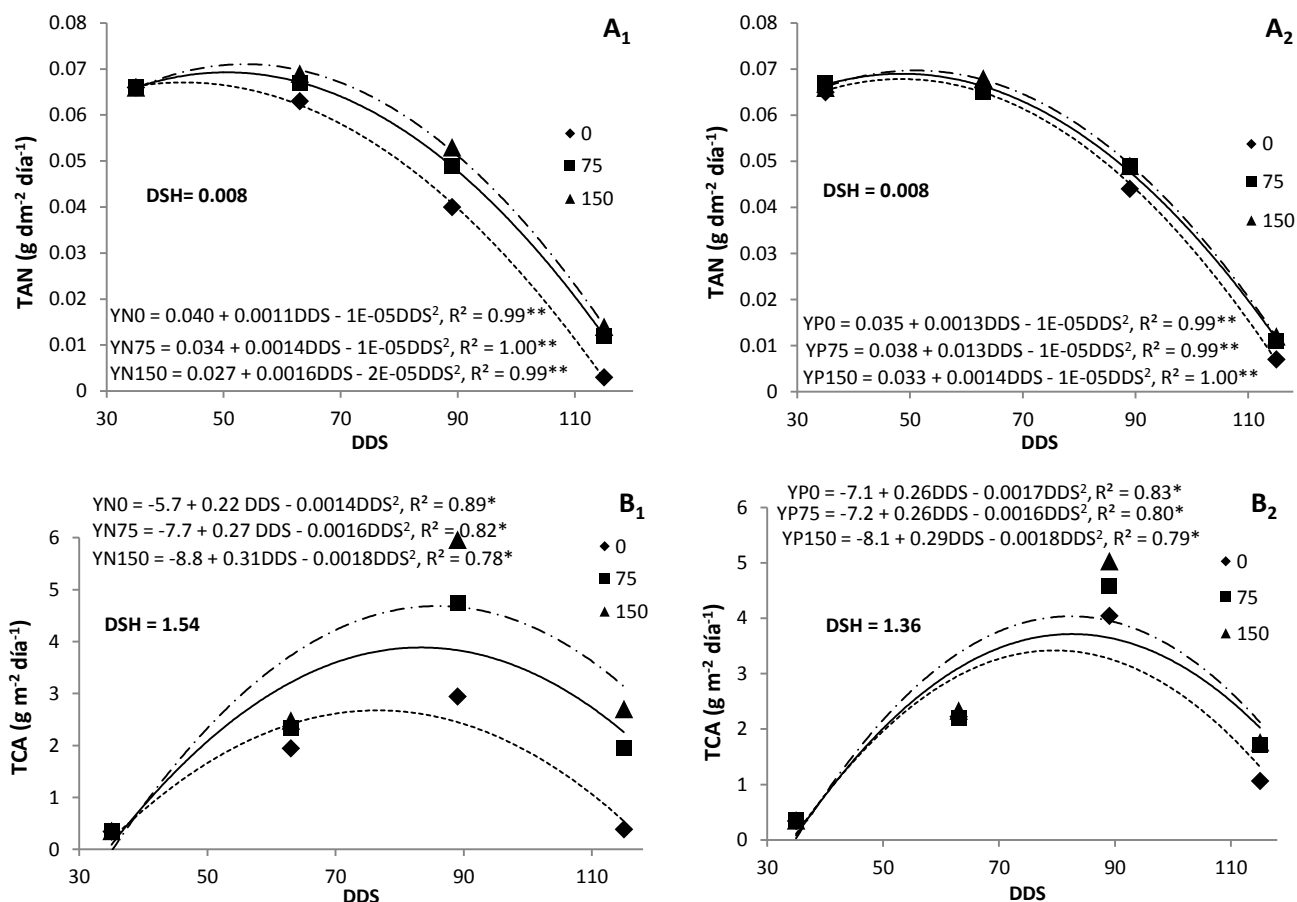 A₁
0.08
0.07
0.06
0.05
0.04
0.03
0.02
0.01
0
TAN (g dm⁻² día⁻¹)
0
75
150
DSH= 0.008
YN0 = 0.040 + 0.0011DDS - 1E-05DDS², R² = 0.99**
YN75 = 0.034 + 0.0014DDS - 1E-05DDS², R² = 1.00**
YN150 = 0.027 + 0.0016DDS - 2E-05DDS², R² = 0.99**
30 50 70 90 110
DDS
A₂
0.08
0.07
0.06
0.05
0.04
0.03
0.02
0.01
0
TAN (g dm⁻² día⁻¹)
0
75
150
DSH = 0.008
YP0 = 0.035 + 0.0013DDS - 1E-05DDS², R² = 0.99**
YP75 = 0.038 + 0.013DDS - 1E-05DDS², R² = 0.99**
YP150 = 0.033 + 0.0014DDS - 1E-05DDS², R² = 1.00**
30 50 70 90 110
DDS
B₁
YN0 = -5.7 + 0.22 DDS - 0.0014DDS², R² = 0.89*
YN75 = -7.7 + 0.27 DDS - 0.0016DDS², R² = 0.82*
YN150 = -8.8 + 0.31DDS - 0.0018DDS², R² = 0.78*
6
5
4
3
2
1
0
TCA (g m⁻² día⁻¹)
0
75
150
DSH = 1.54
30 50 70 90 110
DDS
B₂
YP0 = -7.1 + 0.26DDS - 0.0017DDS², R² = 0.83*
YP75 = -7.2 + 0.26DDS - 0.0016DDS², R² = 0.80*
YP150 = -8.1 + 0.29DDS - 0.0018DDS², R² = 0.79*
6
5
4
3
2
1
0
TCA (g m⁻² día⁻¹)
0
75
150
DSH = 1.36
30 50 70 90 110
DDS